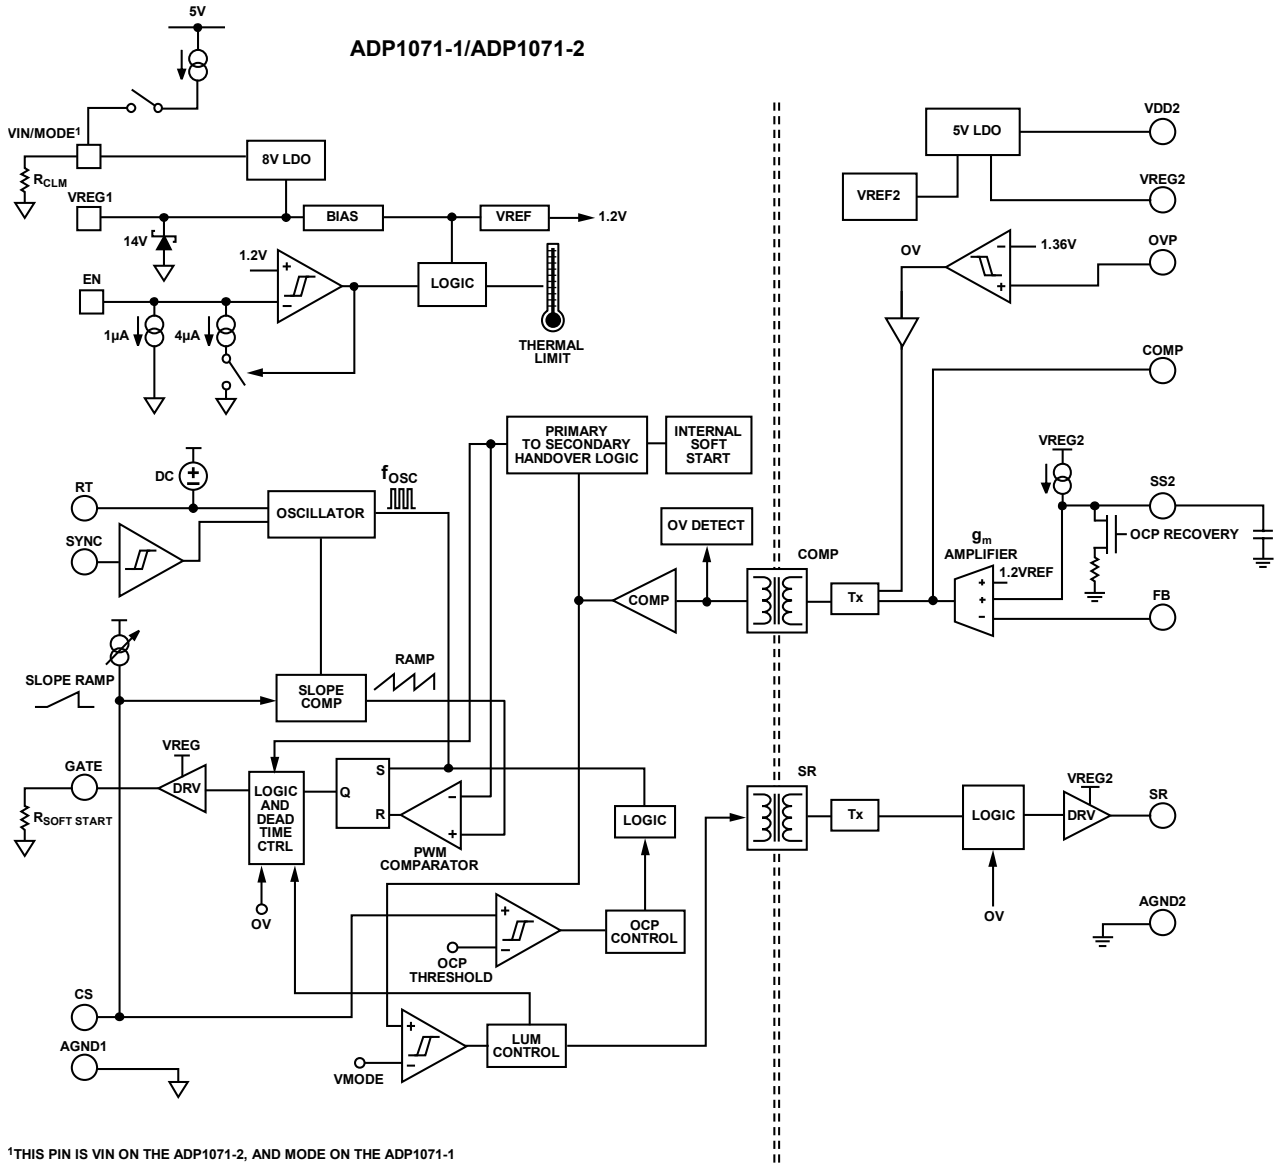 5V
ADP1071-1/ADP1071-2
VIN/MODE1
RCLM
8V LDO
VREG1
BIAS
VREF
1.2V
14V
1.2V
+
−
EN
LOGIC
1µA
4µA
THERMAL
LIMIT
VDD2
5V LDO
VREF2
VREG2
OV
−
1.36V
+
OVP
COMP
PRIMARY
TO SECONDARY
HANDOVER LOGIC
INTERNAL
SOFT
START
DC
+
−
RT
fOSC
OSCILLATOR
SYNC
OV DETECT
COMP
COMP
Tx
VREG2
SS2
OCP RECOVERY
gm
AMPLIFIER
+
1.2VREF
+
−
FB
SLOPE RAMP
RAMP
SLOPE
COMP
VREG
GATE
DRV
RSOFT START
LOGIC
AND
DEAD
TIME
CTRL
S
Q
R
−
+
PWM
COMPARATOR
LOGIC
OV
+
−
OCP
THRESHOLD
OCP
CONTROL
SR
Tx
LOGIC
VREG2
DRV
SR
OV
AGND2
CS
AGND1
+
−
VMODE
LUM
CONTROL
1THIS PIN IS VIN ON THE ADP1071-2, AND MODE ON THE ADP1071-1